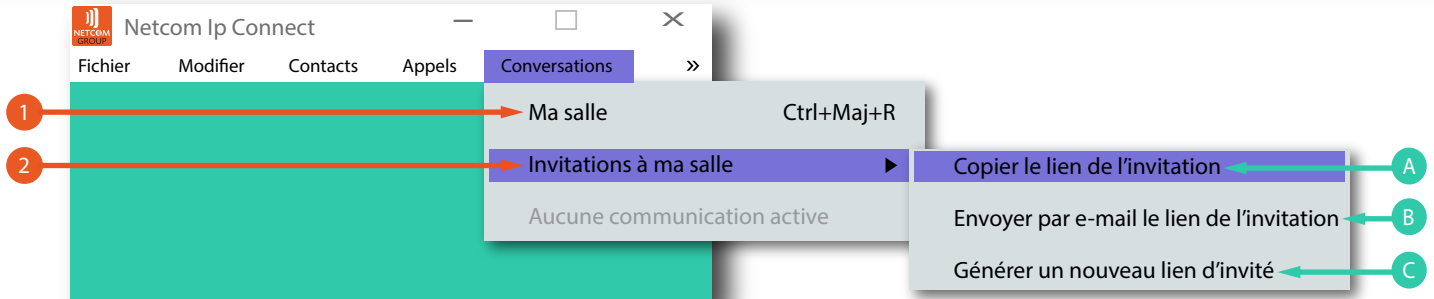 NETCOM
GROUP
Netcom Ip Connect
Fichier Modifier Contacts Appels Conversations »
1 Ma salle Ctrl+Maj+R
2 Invitations à ma salle Copier le lien de l’invitation A
Aucune communication active Envoyer par e-mail le lien de l’invitation B
Générer un nouveau lien d’invité C